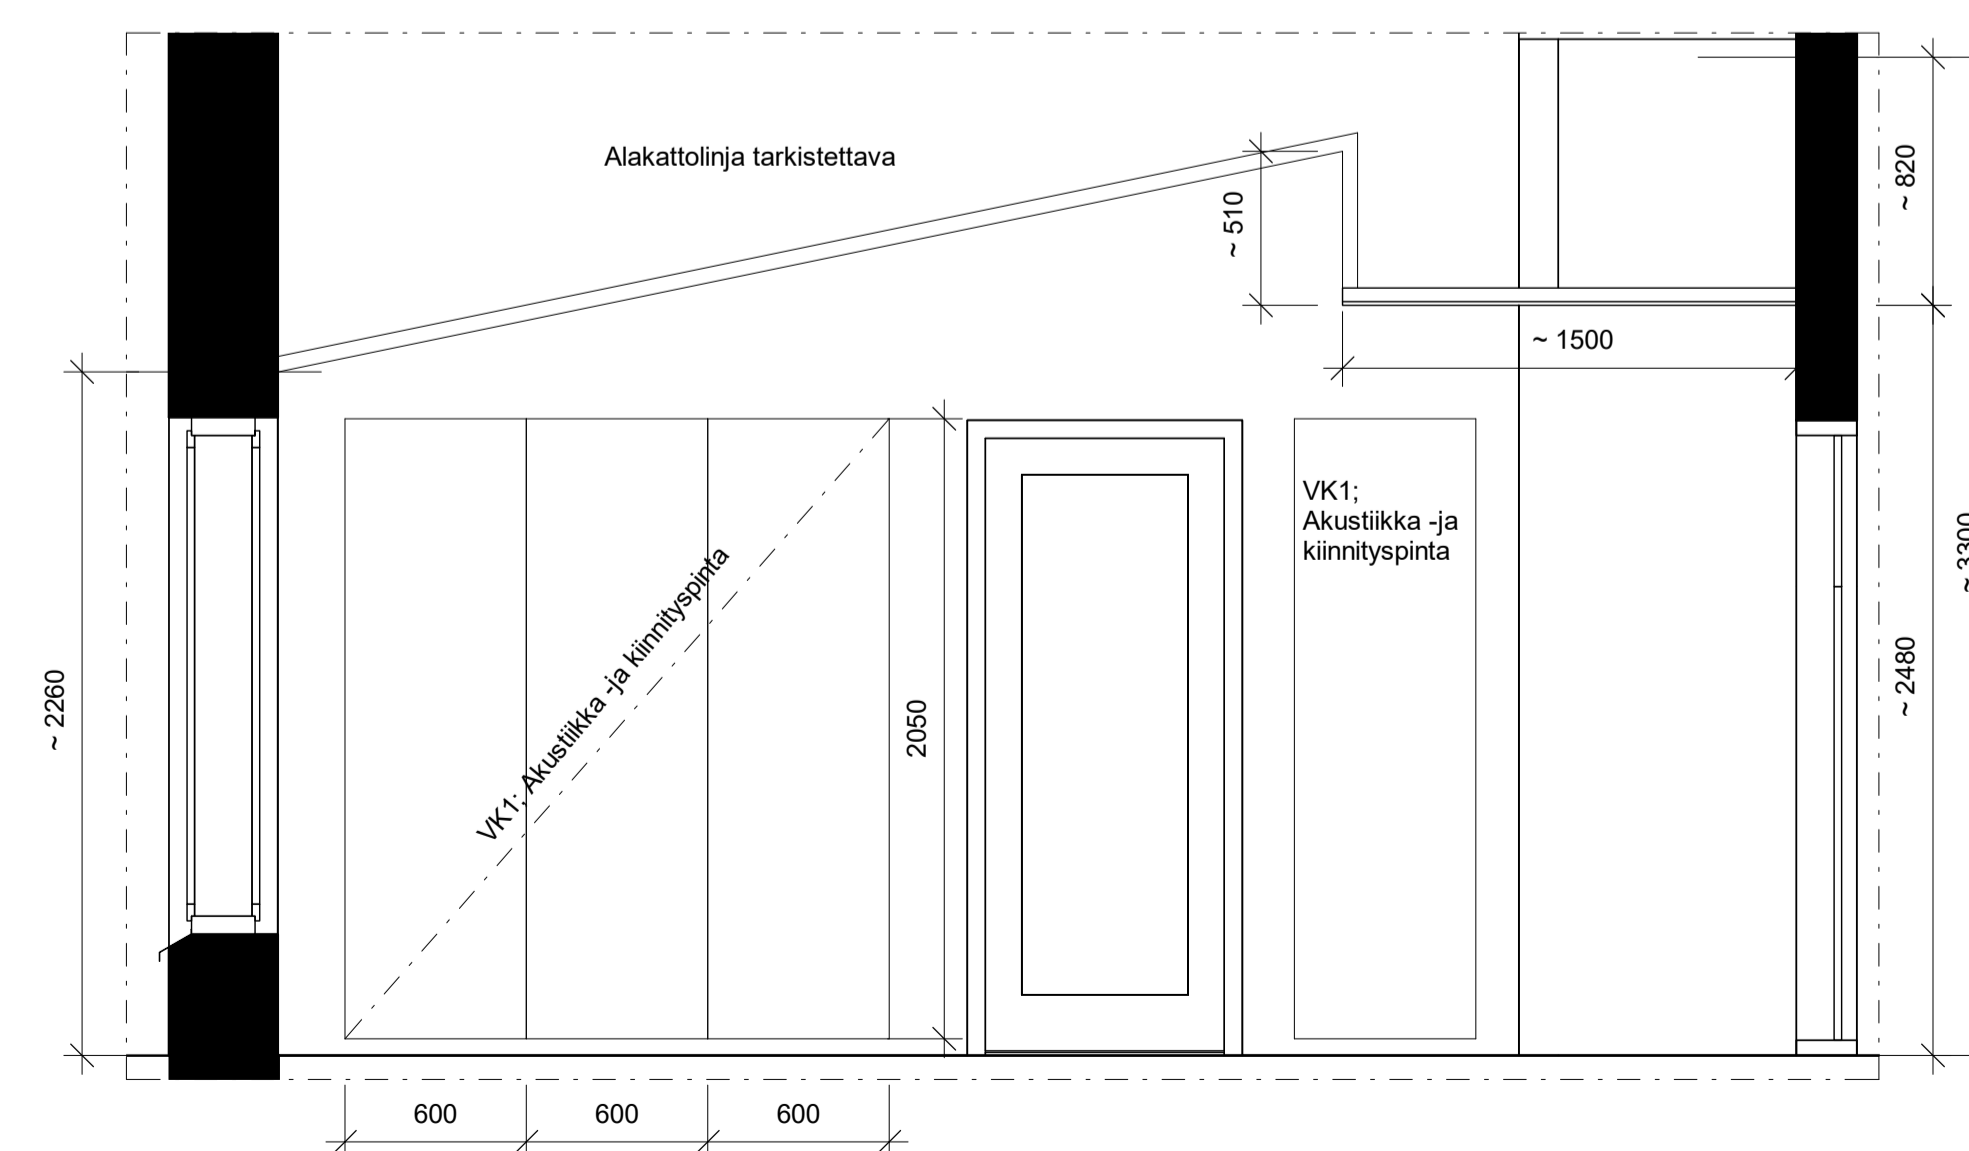 Alakattolinja tarkistettava
~ 820
~ 510
~ 1500
VK1;
Akustiikka -ja
kiinnityspinta
~ 3300
VK1; Akustiikka -ja kiinnityspinta
~ 2260
2050
~ 2480
600
600
600